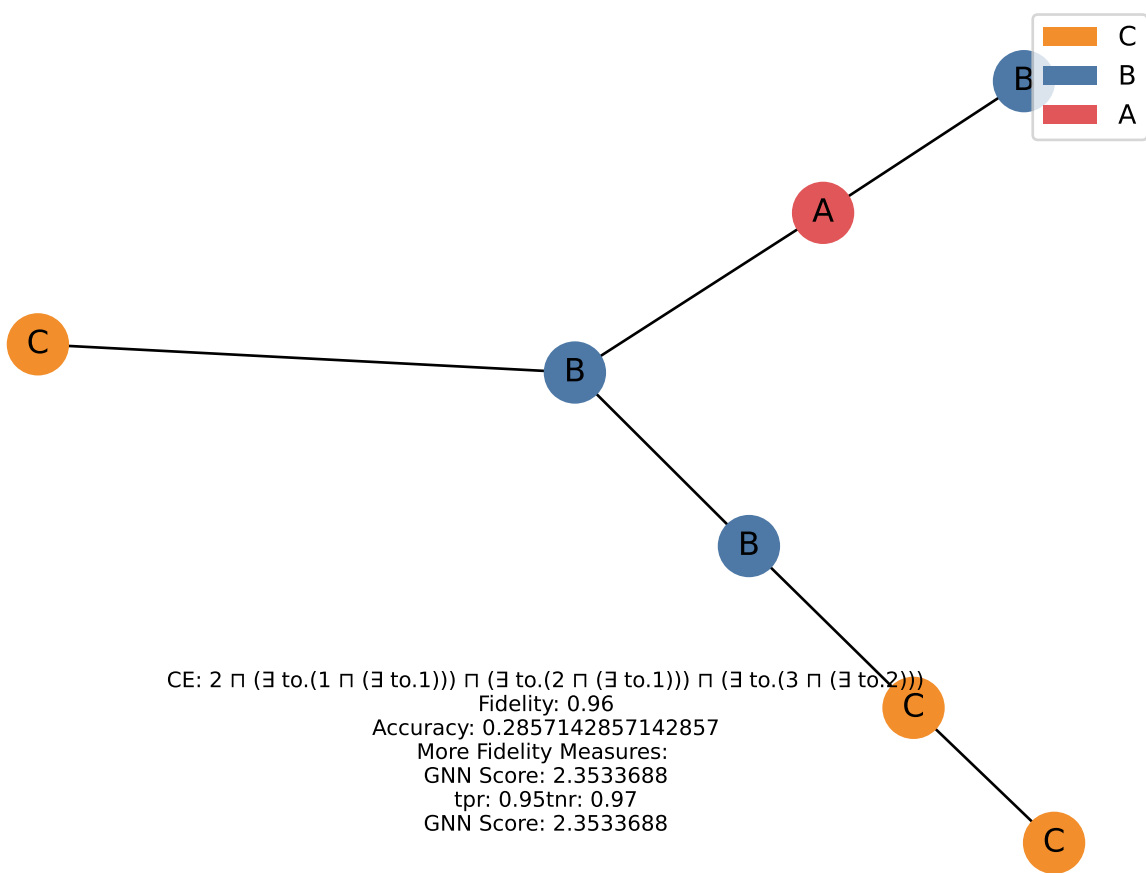 C
B
B
A
A
C
B
B
CE: 2 ⊓ (∃ to.(1 ⊓ (∃ to.1))) ⊓ (∃ to.(2 ⊓ (∃ to.1))) ⊓ (∃ to.(3 ⊓ (∃ to.2)))
C
Fidelity: 0.96
Accuracy: 0.2857142857142857
More Fidelity Measures:
GNN Score: 2.3533688
tpr: 0.95tnr: 0.97
GNN Score: 2.3533688
C